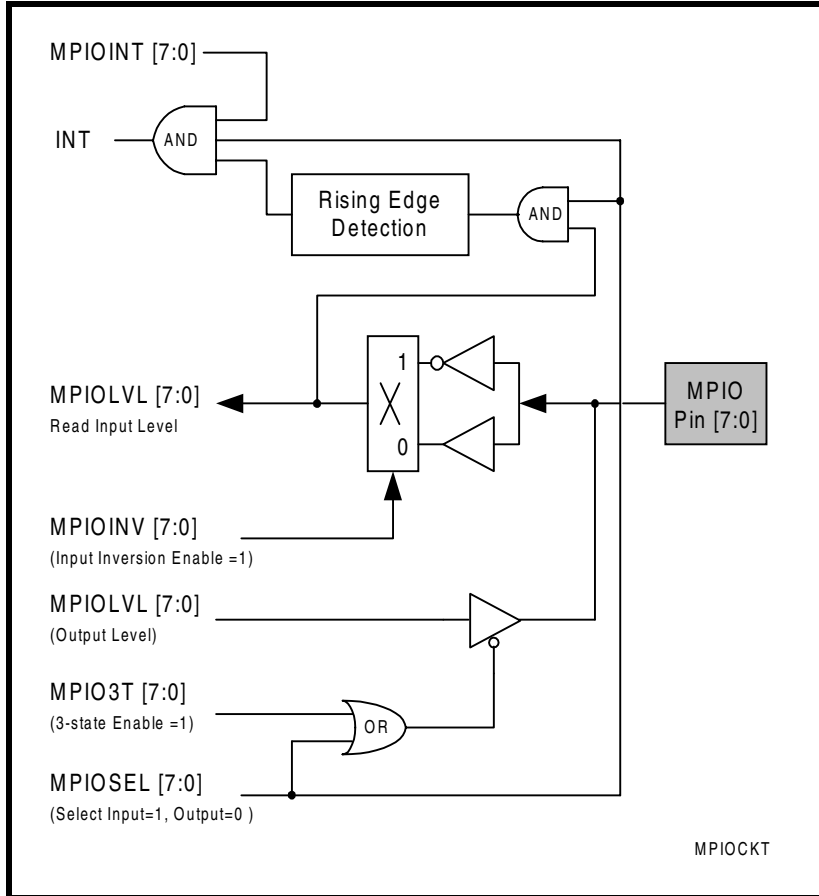 MPIOINT [7:0]
INT
AND
Rising Edge
Detection
AND
MPIOLVL [7:0]
Read Input Level
1
0
MPIO
Pin [7:0]
MPIOINV [7:0]
(Input Inversion Enable =1)
MPIOLVL [7:0]
(Output Level)
MPIO3T [7:0]
(3-state Enable =1)
OR
MPIOSEL [7:0]
(Select Input=1, Output=0 )
MPIOCKT